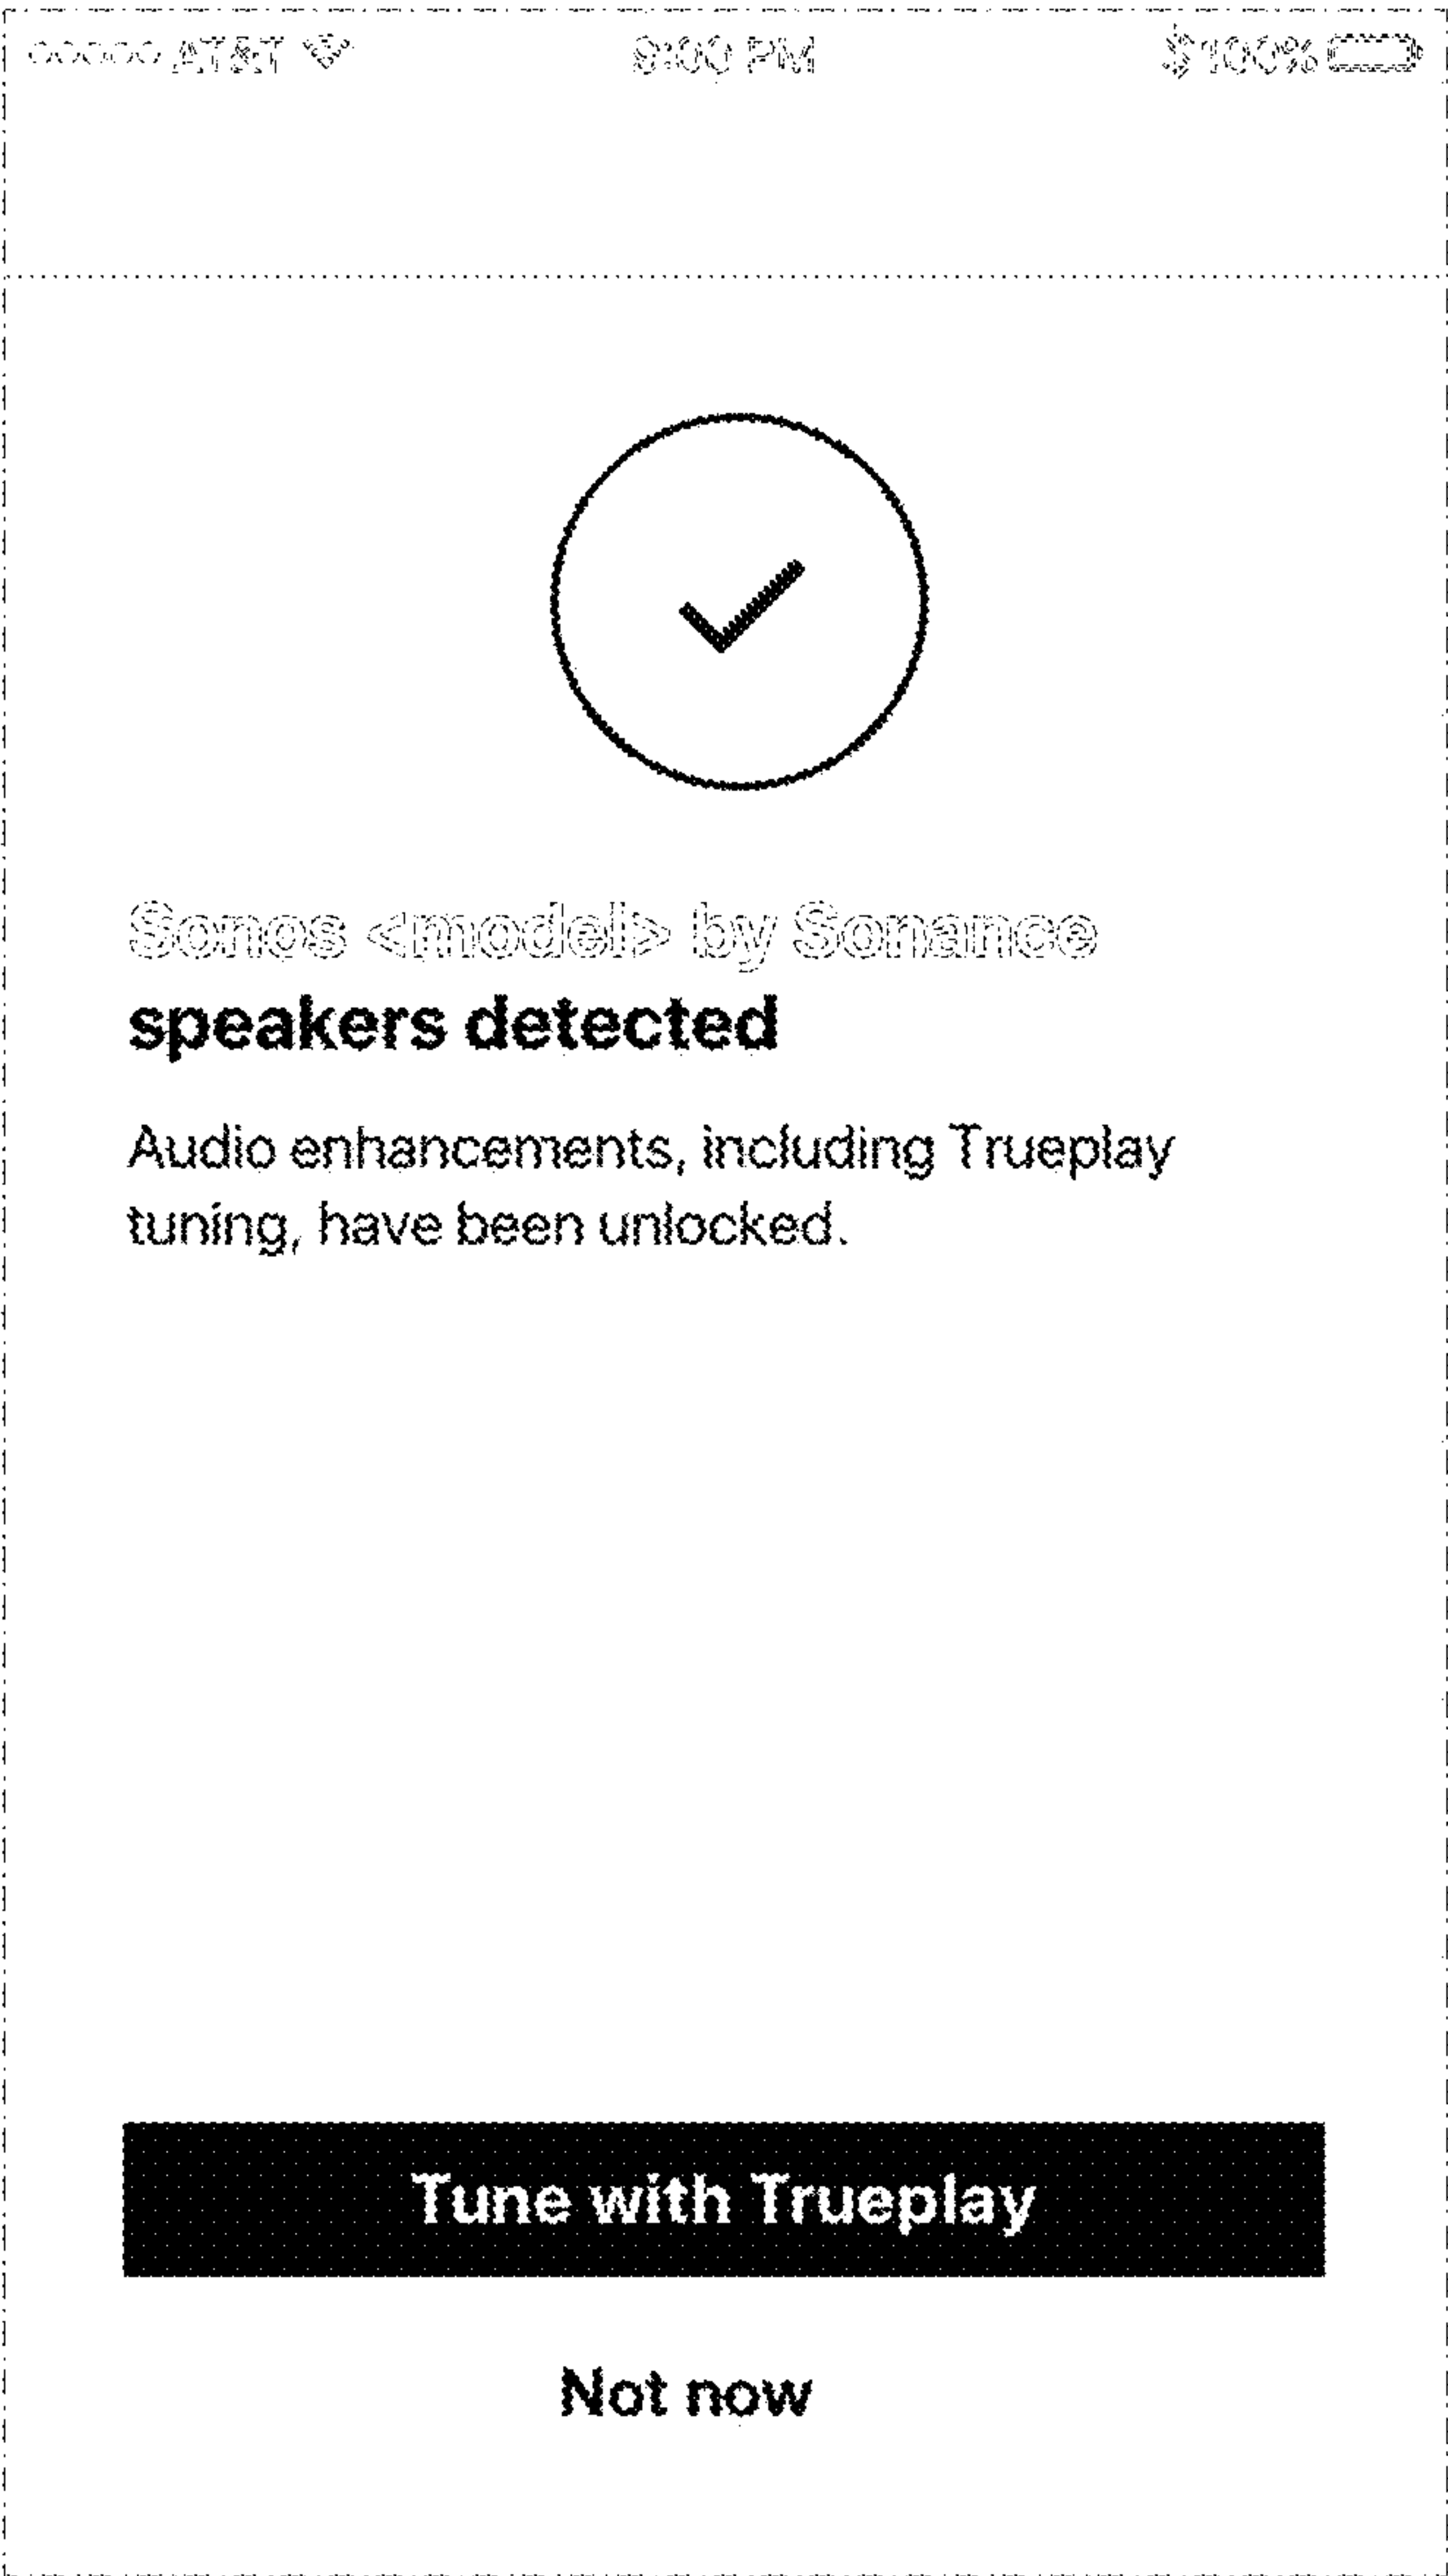 AT&T 9:00 PM 100%
Sonos <model> by Sonance
speakers detected
Audio enhancements, including Trueplay
tuning, have been unlocked.
Tune with Trueplay
Not now